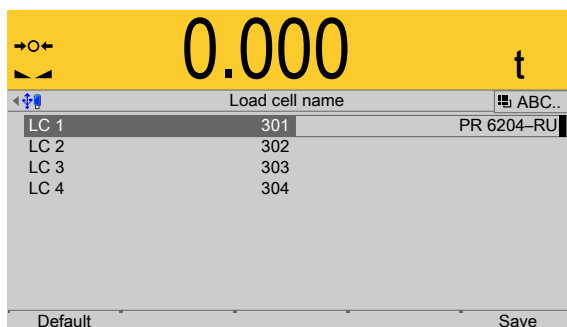 0.000 t
Load cell name ABC..
LC 1 301 PR 6204–RU
LC 2 302
LC 3 303
LC 4 304
Default Save